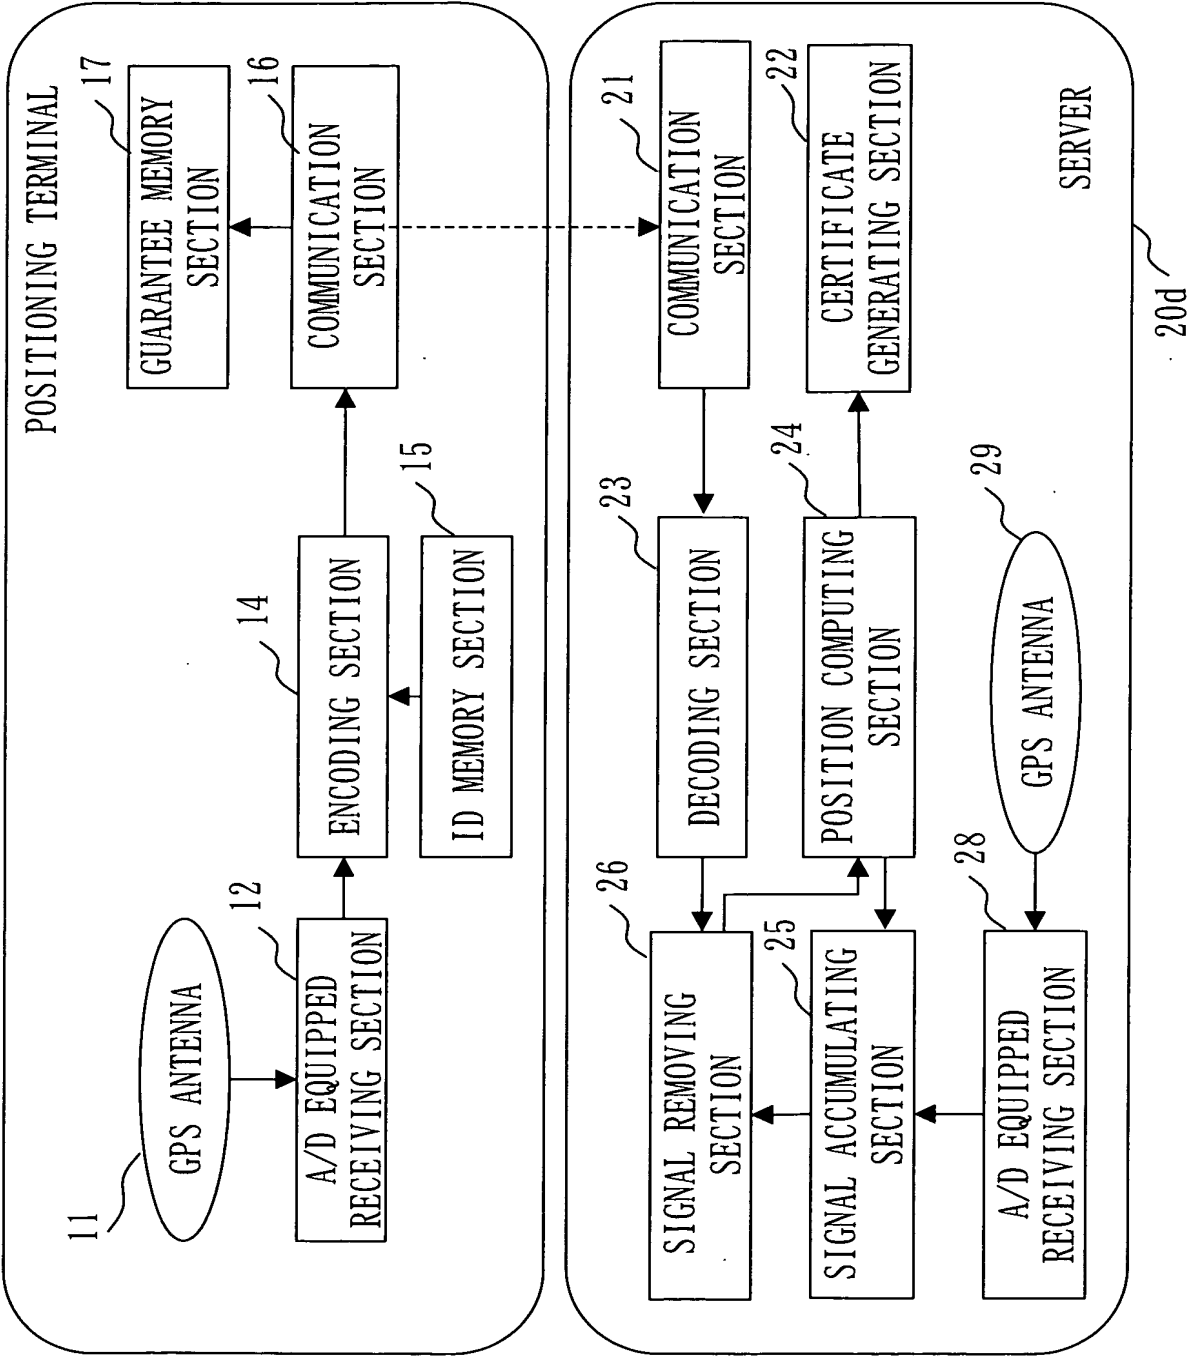 POSITIONING TERMINAL
11
GPS ANTENNA
12
A/D EQUIPPED
RECEIVING SECTION
14
ENCODING SECTION
15
ID MEMORY SECTION
16
COMMUNICATION
SECTION
17
GUARANTEE MEMORY
SECTION
21
COMMUNICATION
SECTION
22
CERTIFICATE
GENERATING SECTION
23
DECODING SECTION
24
POSITION COMPUTING
SECTION
26
SIGNAL REMOVING
SECTION
25
SIGNAL ACCUMULATING
SECTION
28
A/D EQUIPPED
RECEIVING SECTION
29
GPS ANTENNA
SERVER
20d